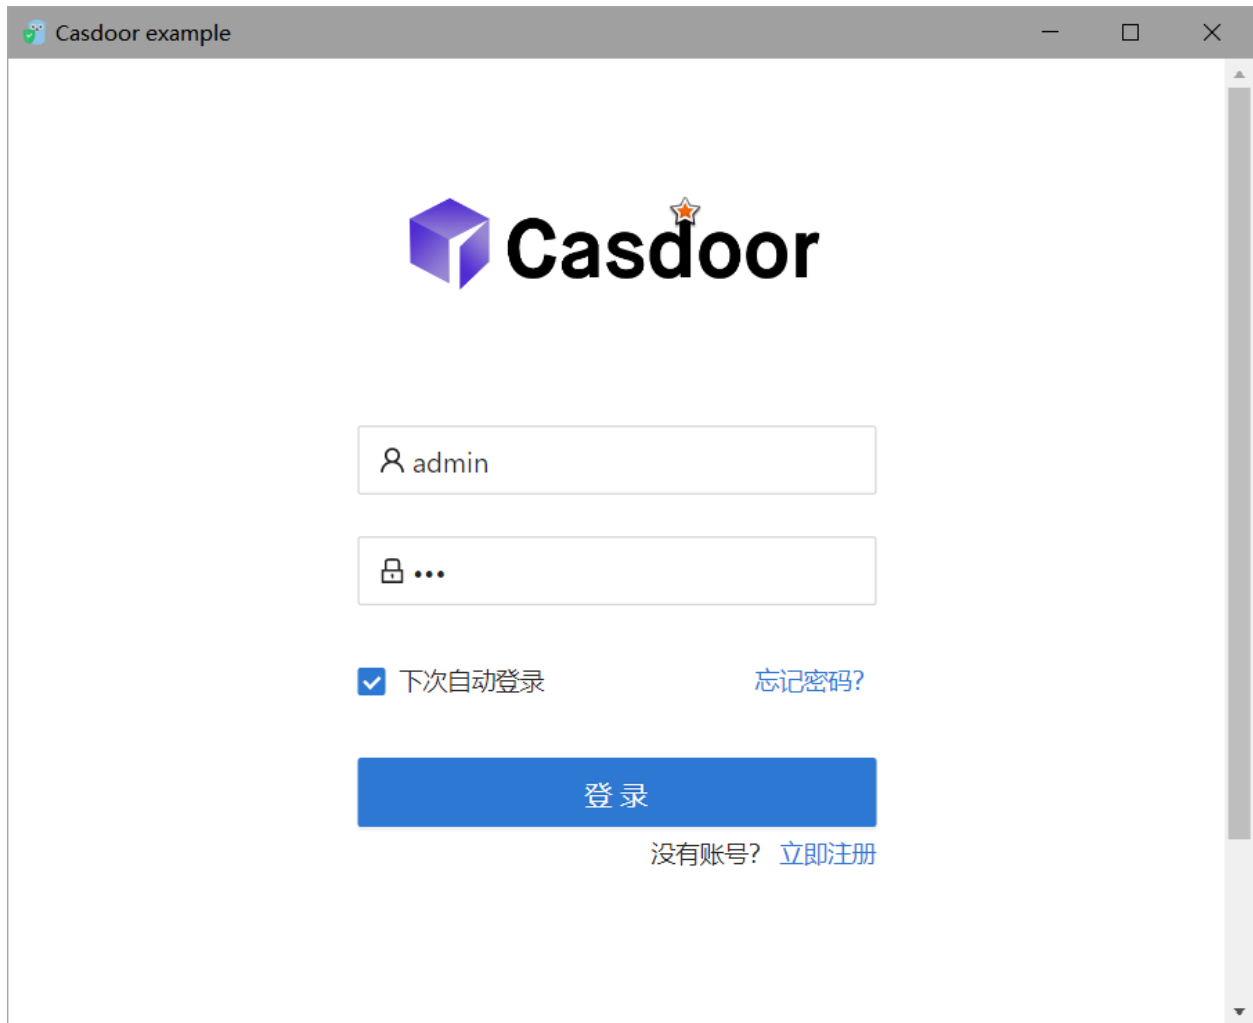 Casdoor example
Casdoor
admin
•••
下次自动登录 忘记密码?
登 录
没有账号? 立即注册